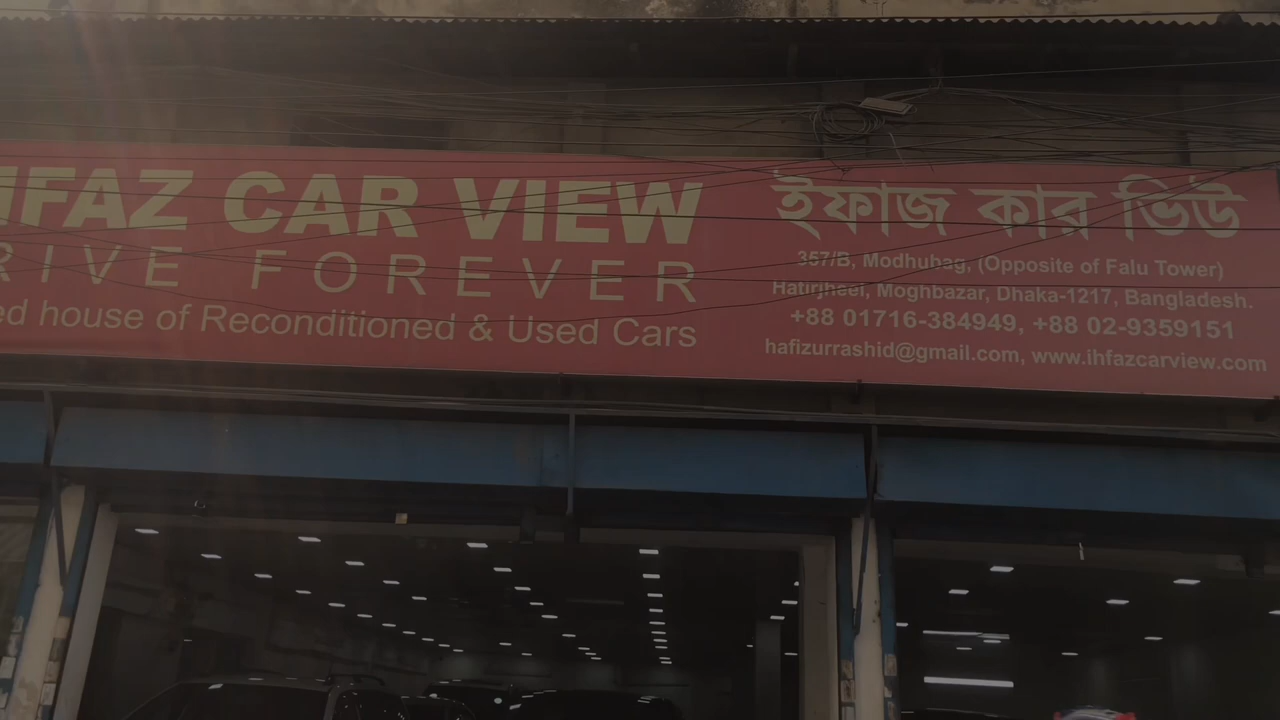 IHFAZ CAR VIEW
RIVE FOREVER
ed house of Reconditioned & Used Cars
ইফাজ কার ভিউ
357/B, Modhubag, (Opposite of Falu Tower)
Hatirjheel, Moghbazar, Dhaka-1217, Bangladesh.
+88 01716-384949, +88 02-9359151
hafizurrashid@gmail.com, www.ihfazcarview.com